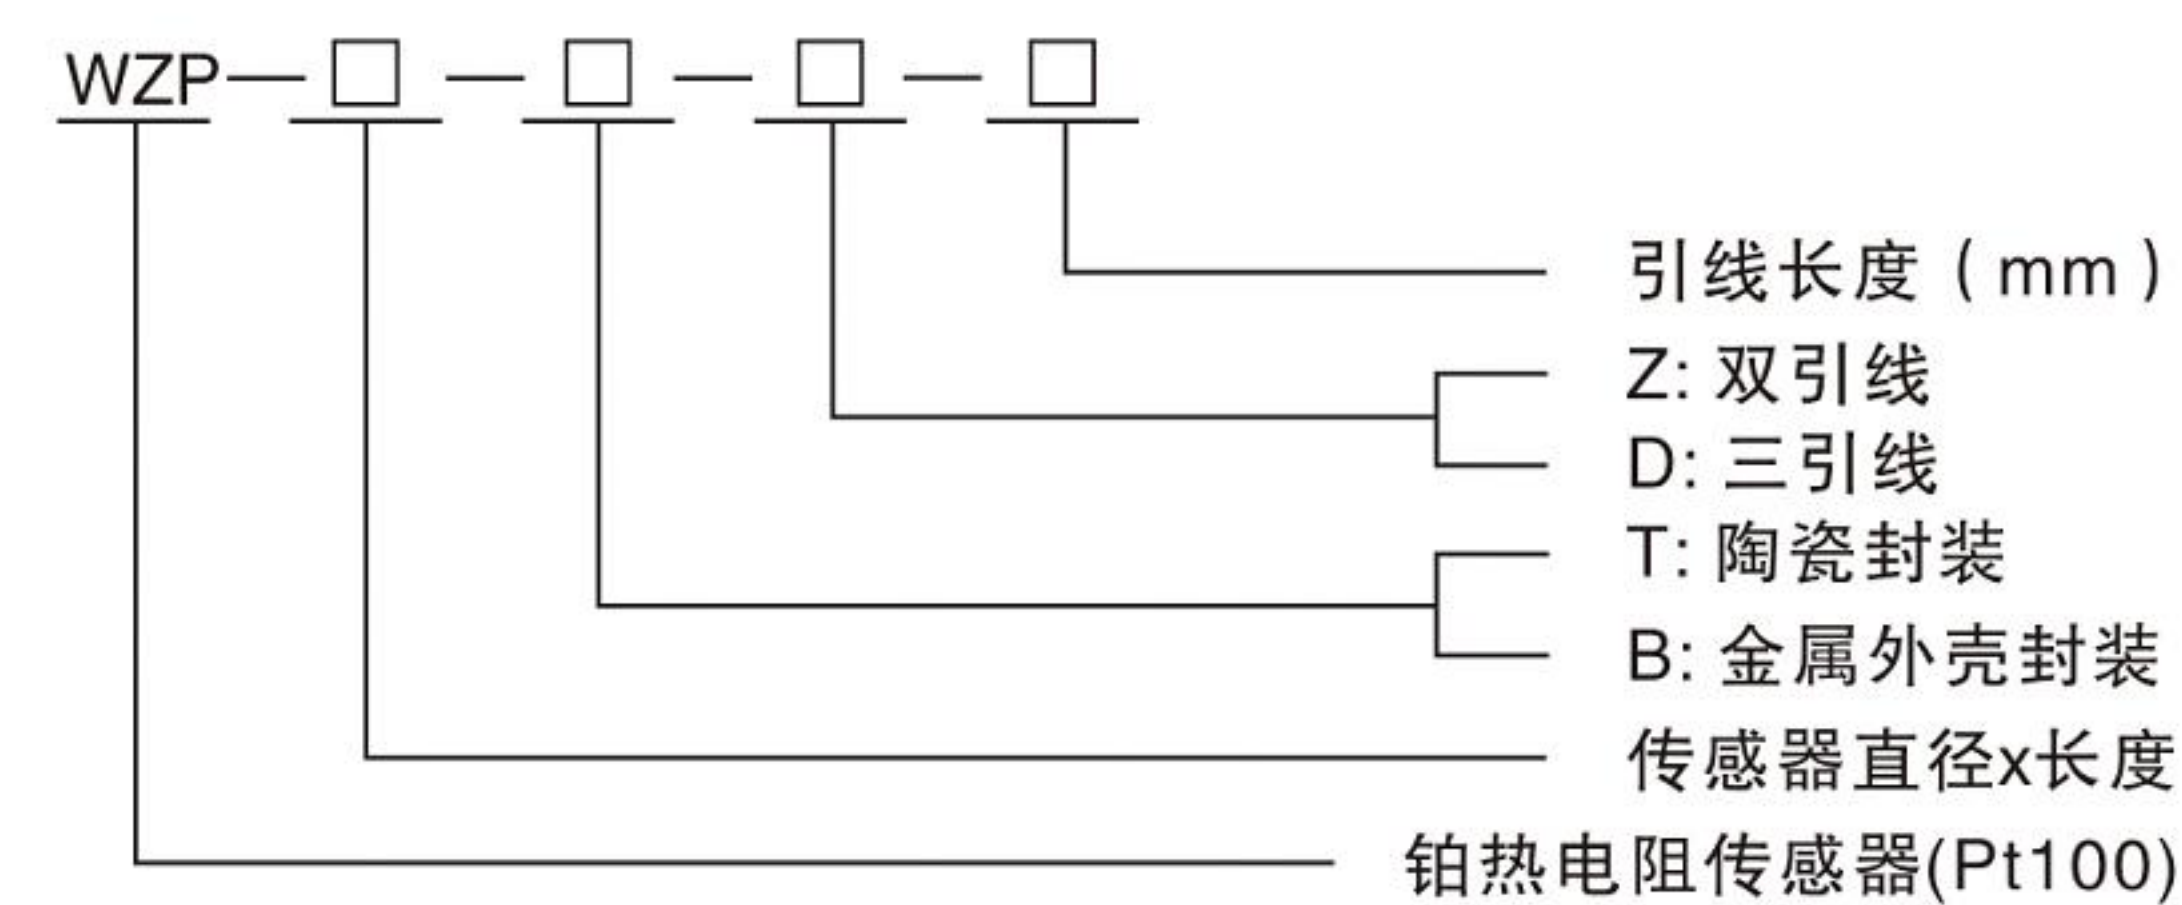 WZP—□ — □ — □ — □
引线长度（mm）
Z: 双引线
D: 三引线
T: 陶瓷封装
B: 金属外壳封装
传感器直径x长度
铂热电阻传感器(Pt100)